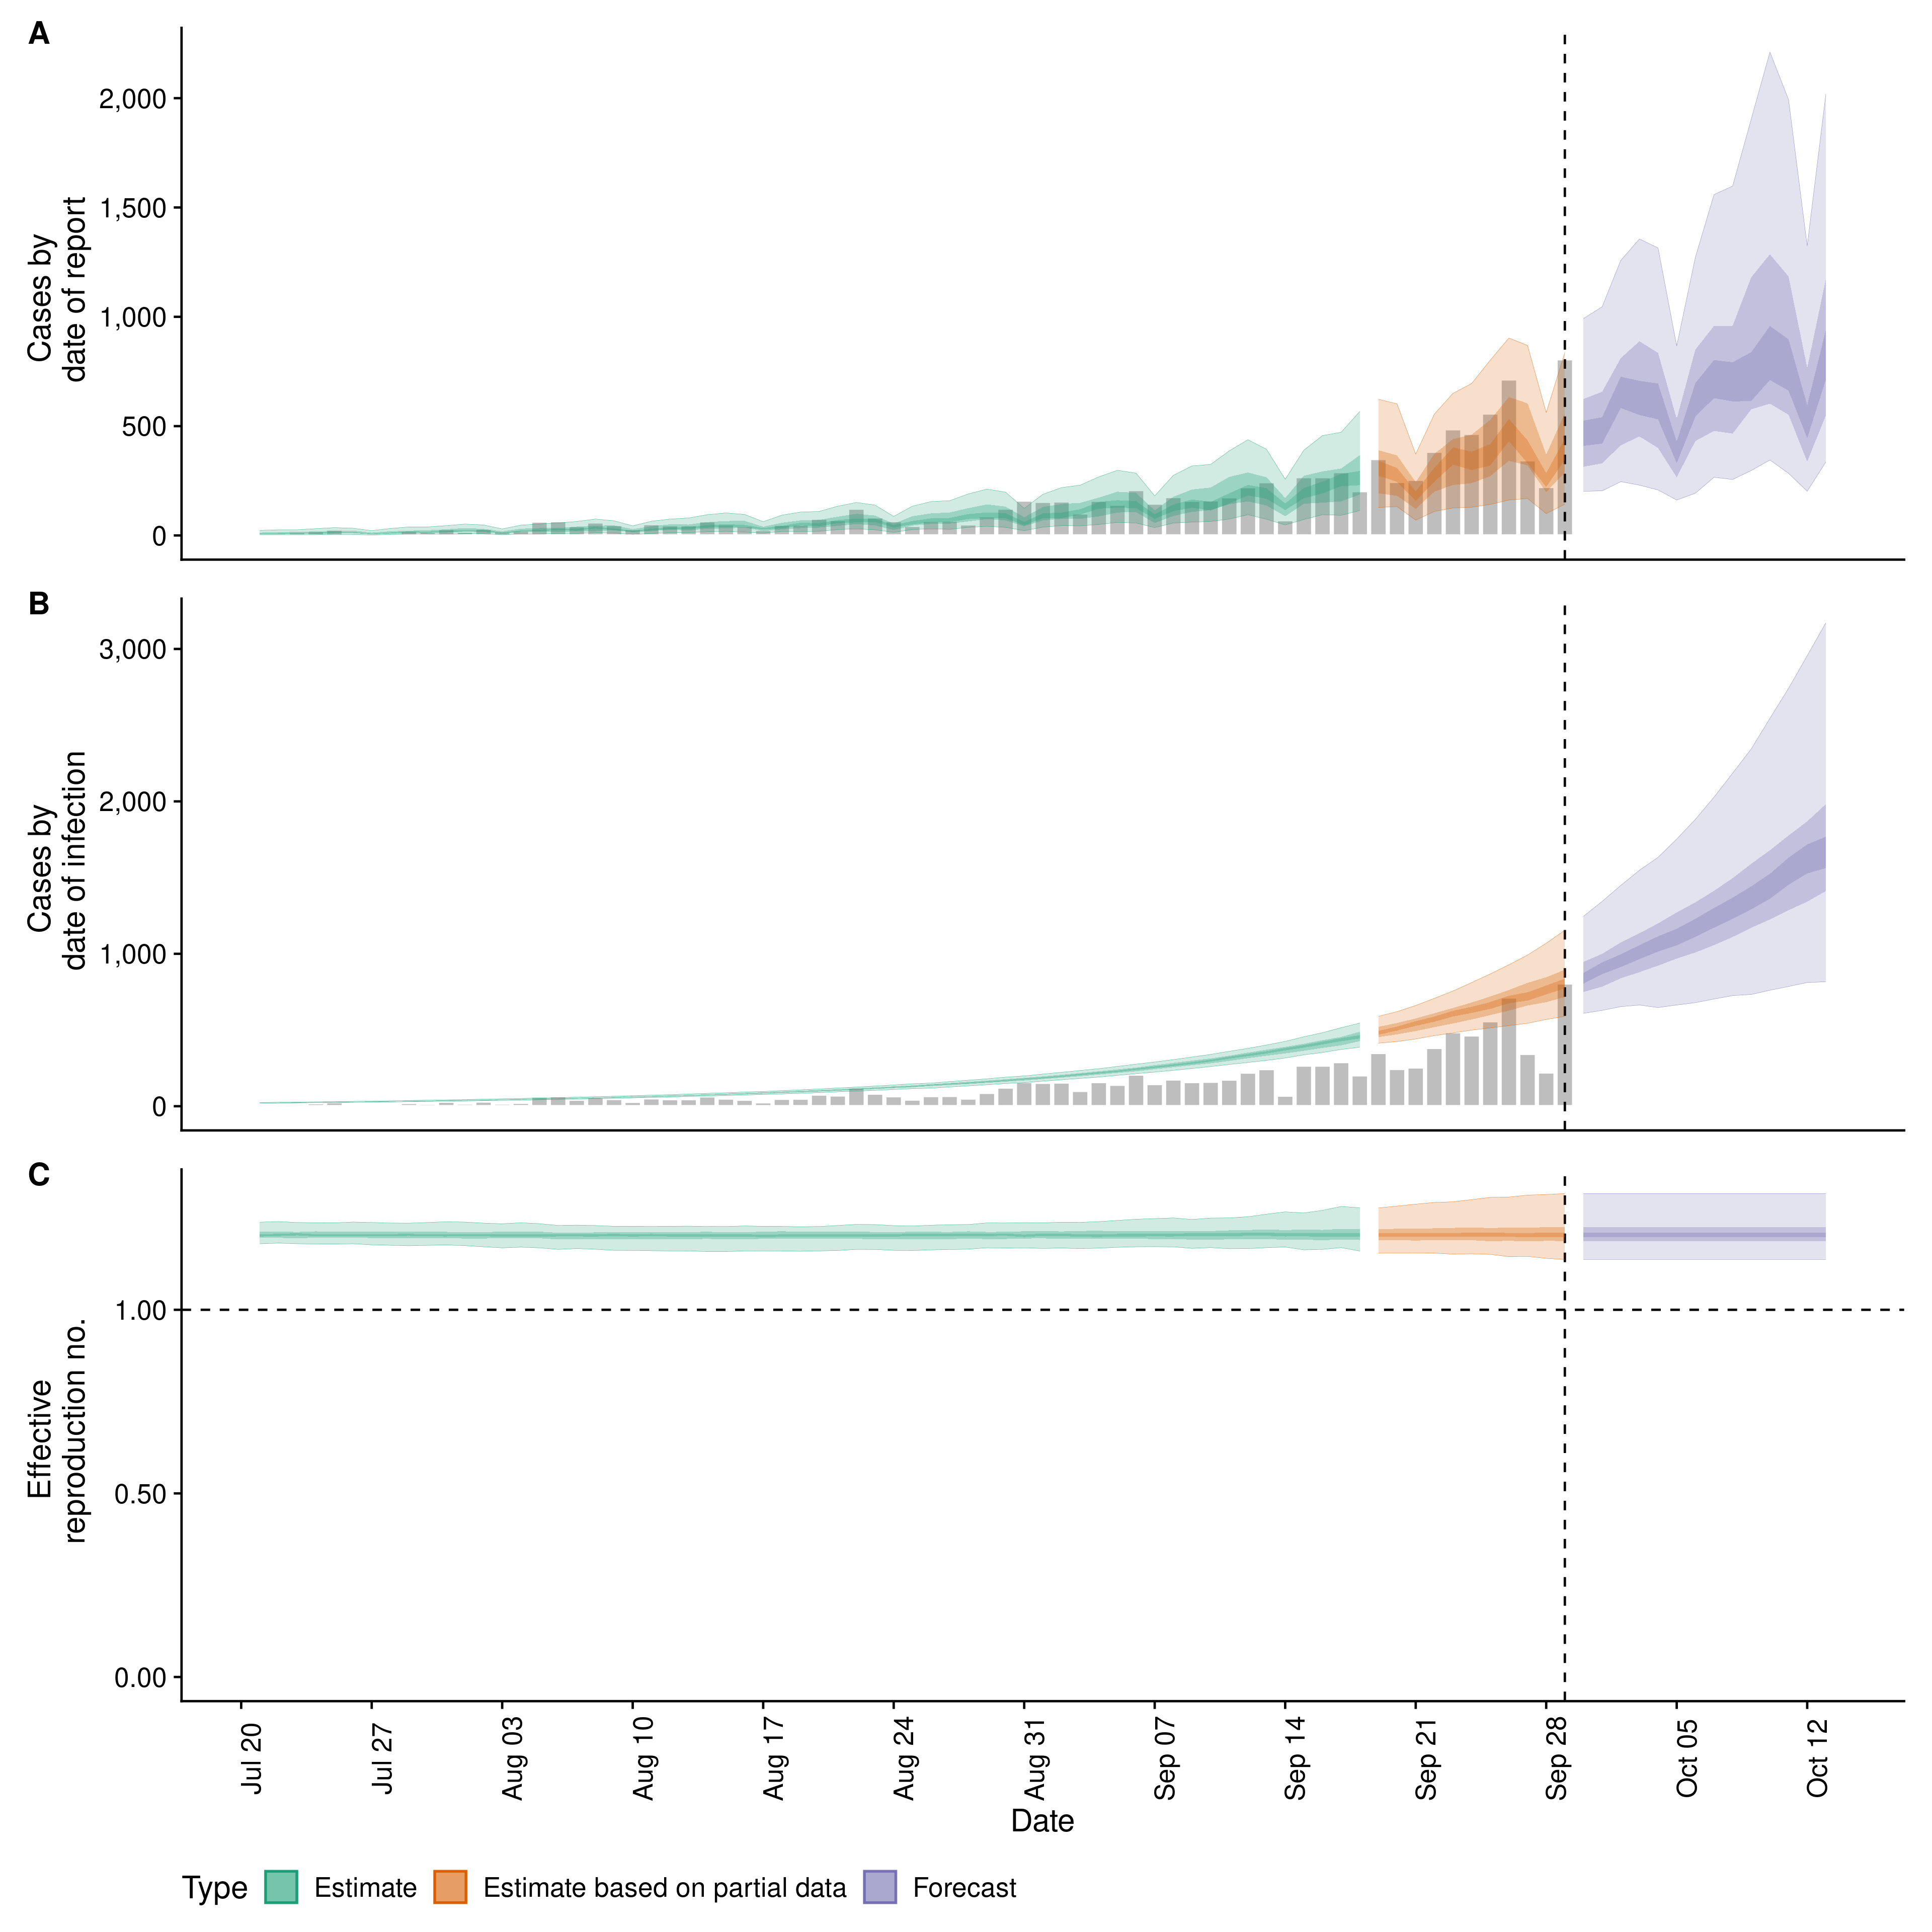 A
2,000
1,500
1,000
500
0
Cases by
date of report
B
3,000
2,000
1,000
0
Cases by
date of infection
C
1.00
0.50
0.00
Effective
reproduction no.
Jul 20
Jul 27
Aug 03
Aug 10
Aug 17
Aug 24
Aug 31
Sep 07
Sep 14
Sep 21
Sep 28
Oct 05
Oct 12
Date
Type Estimate Estimate based on partial data Forecast